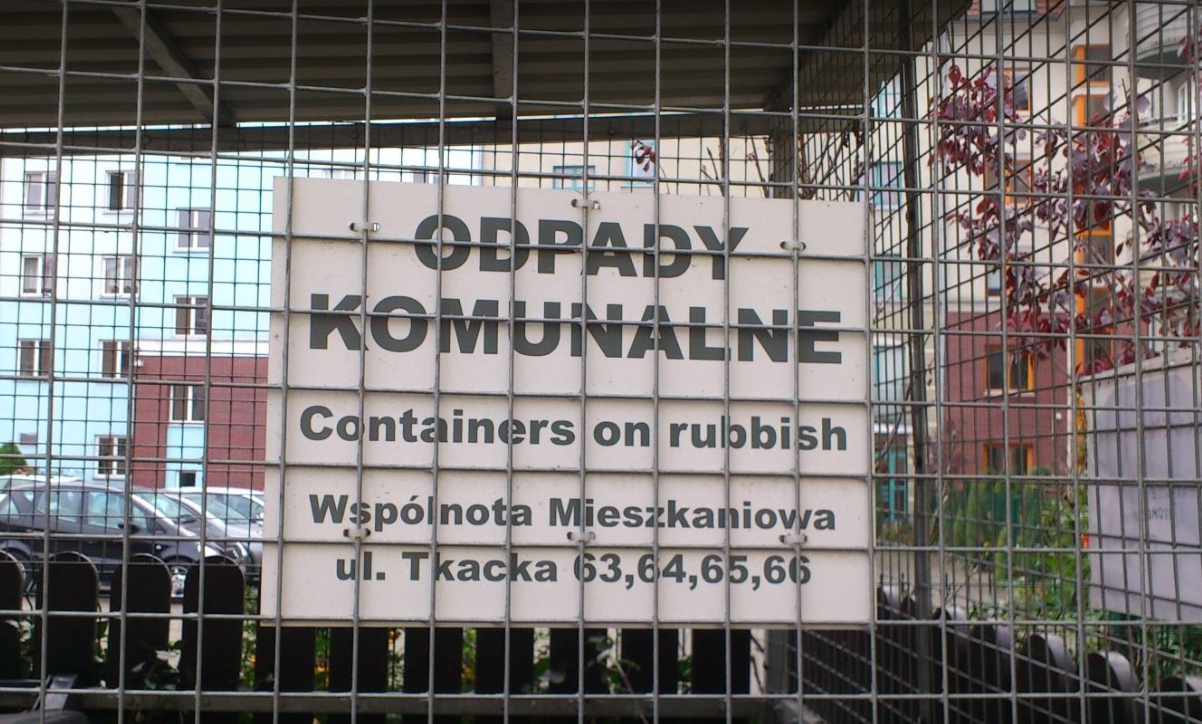 ODPADY
KOMUNALNE
Containers on rubbish
Wspólnota Mieszkaniowa
ul. Tkacka 63,64,65,66